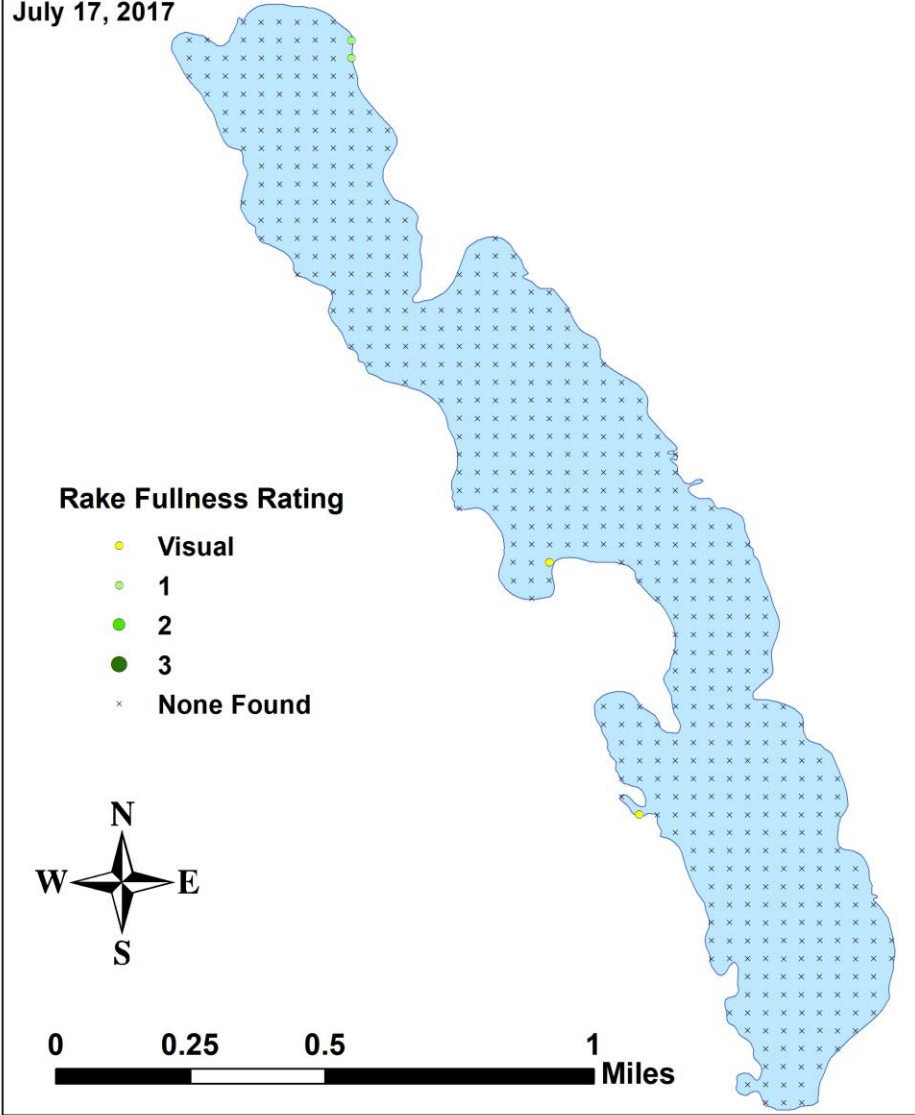 July 17, 2017
Rake Fullness Rating
Visual
1
2
3
None Found
N
W E
S
0 0.25 0.5 1
Miles